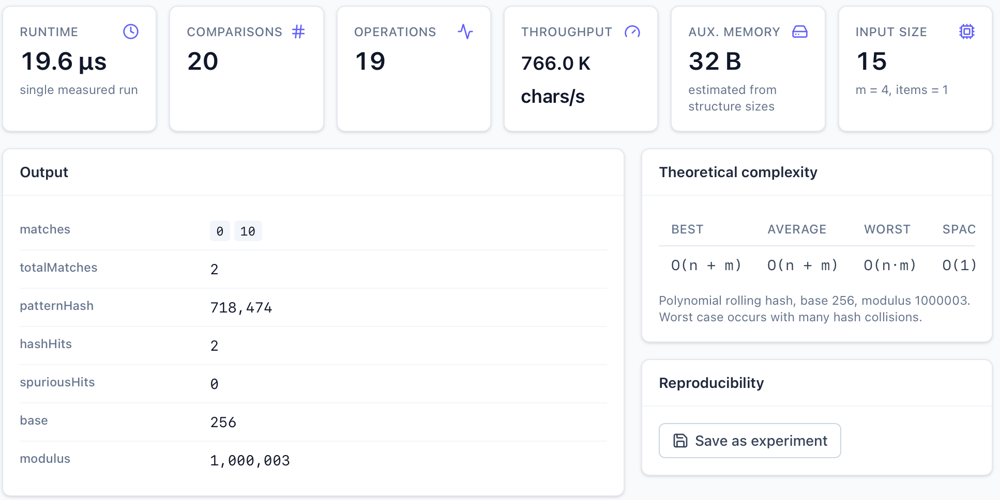 RUNTIME
19.6 µs
single measured run
COMPARISONS
20
OPERATIONS
19
THROUGHPUT
766.0 K
chars/s
AUX. MEMORY
32 B
estimated from
structure sizes
INPUT SIZE
15
m = 4, items = 1
Output
matches 0 10
totalMatches 2
patternHash 718,474
hashHits 2
spuriousHits 0
base 256
modulus 1,000,003
Theoretical complexity
BEST AVERAGE WORST SPAC
O(n + m) O(n + m) O(n·m) O(1)
Polynomial rolling hash, base 256, modulus 1000003.
Worst case occurs with many hash collisions.
Reproducibility
Save as experiment